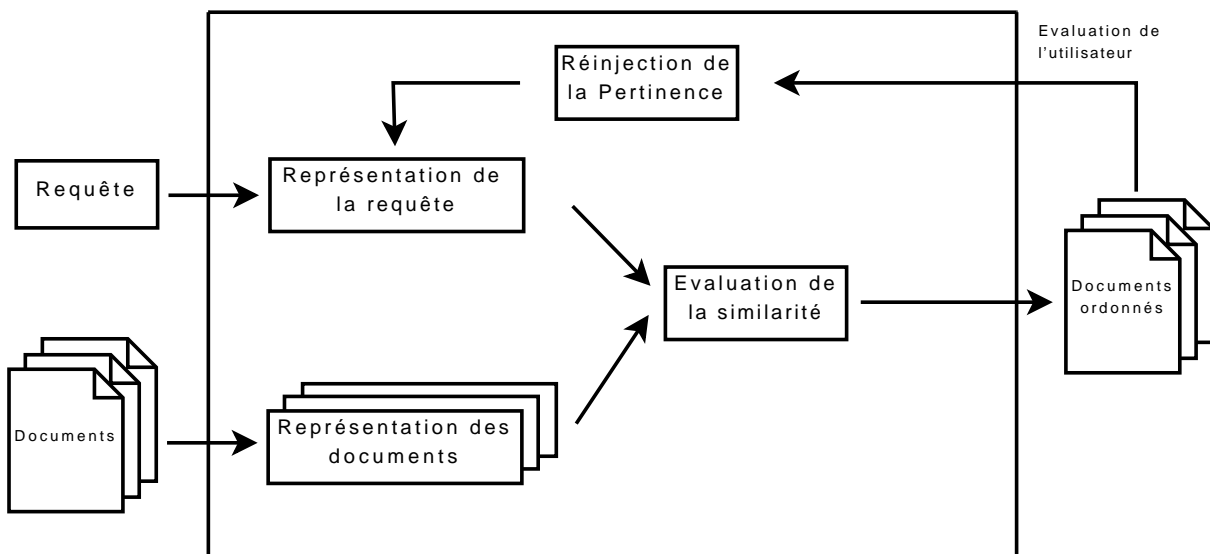 Evaluation de
l'utilisateur
Réinjection de
la Pertinence
Requête
Représentation de
la requête
Evaluation de
la similarité
Documents
ordonnés
Documents
Représentation des
documents